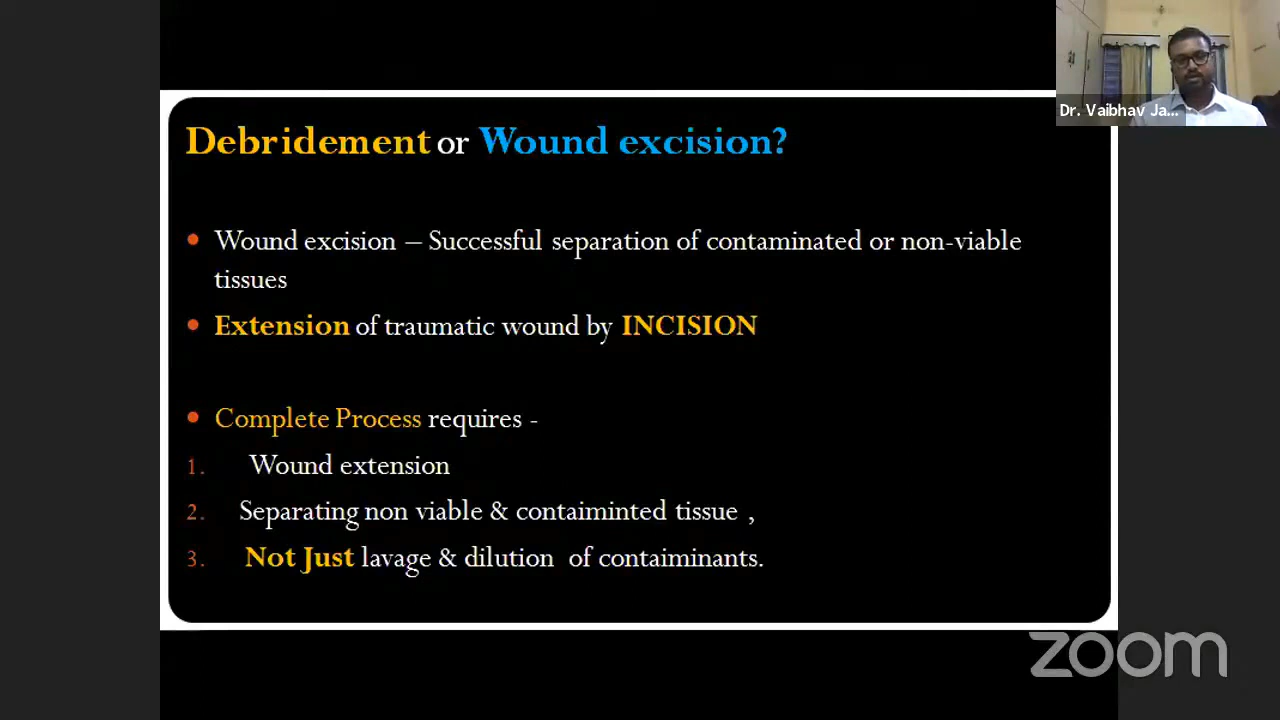 Dr. Vaibhav Ja...
Debridement or Wound excision?
• Wound excision – Successful separation of contaminated or non-viable
tissues
• Extension of traumatic wound by INCISION
• Complete Process requires -
1. Wound extension
2. Separating non viable & contaiminted tissue ,
3. Not Just lavage & dilution of contaiminants.
zoom